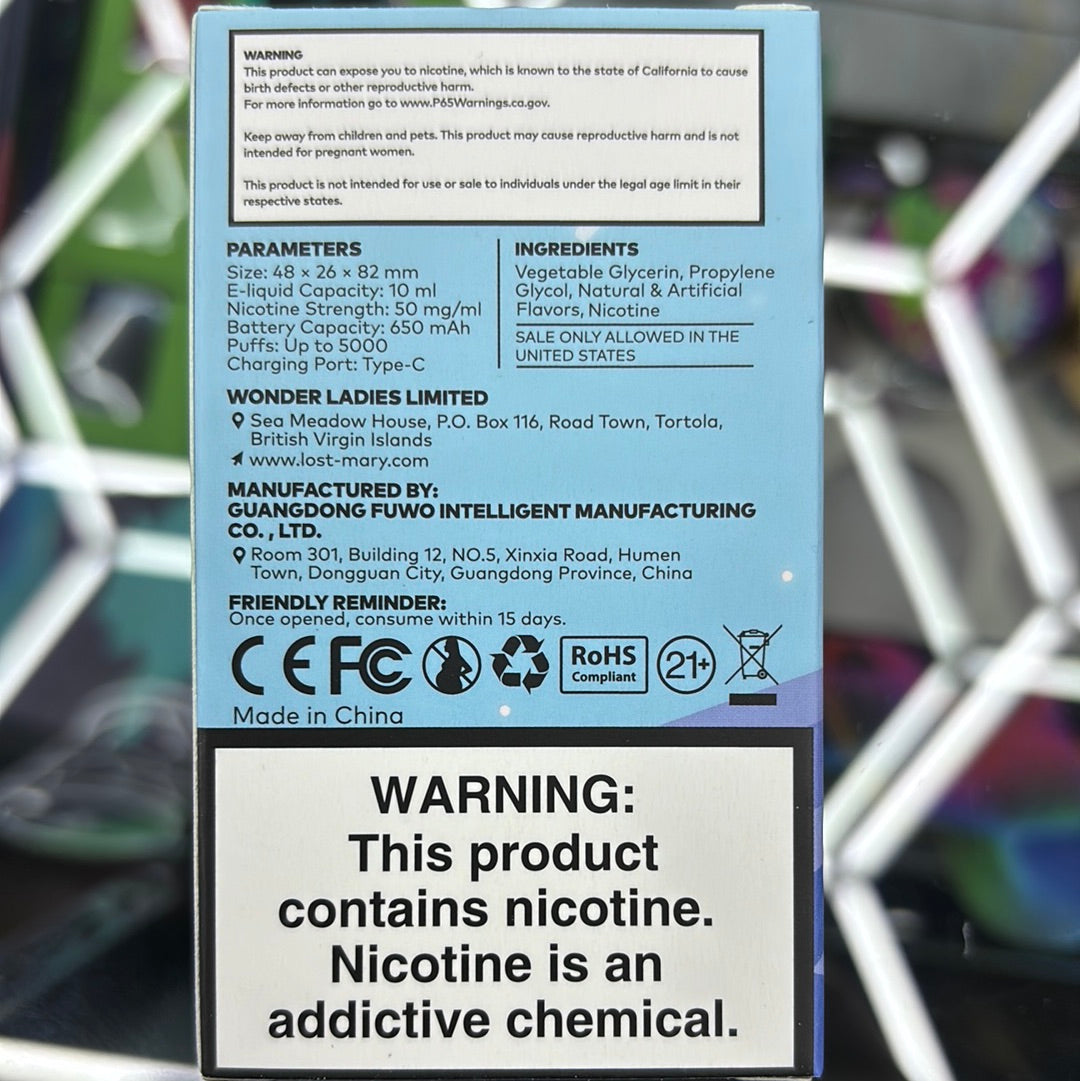 WARNING
This product can expose you to nicotine, which is known to the state of California to cause
birth defects or other reproductive harm.
For more information go to www.P65Warnings.ca.gov.
Keep away from children and pets. This product may cause reproductive harm and is not
intended for pregnant women.
This product is not intended for use or sale to individuals under the legal age limit in their
respective states.
PARAMETERS
Size: 48 × 26 × 82 mm
E-liquid Capacity: 10 ml
Nicotine Strength: 50 mg/ml
Battery Capacity: 650 mAh
Puffs: Up to 5000
Charging Port: Type-C
INGREDIENTS
Vegetable Glycerin, Propylene
Glycol, Natural & Artificial
Flavors, Nicotine
SALE ONLY ALLOWED IN THE
UNITED STATES
WONDER LADIES LIMITED
Sea Meadow House, P.O. Box 116, Road Town, Tortola,
British Virgin Islands
www.lost-mary.com
MANUFACTURED BY:
GUANGDONG FUWO INTELLIGENT MANUFACTURING
CO. , LTD.
Room 301, Building 12, NO.5, Xinxia Road, Humen
Town, Dongguan City, Guangdong Province, China
FRIENDLY REMINDER:
Once opened, consume within 15 days.
CE FC RoHS 21+
Compliant
Made in China
WARNING:
This product
contains nicotine.
Nicotine is an
addictive chemical.